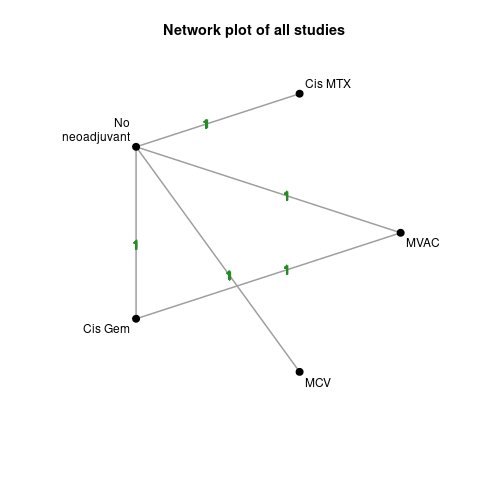 Network plot of all studies
Cis MTX
No
neoadjuvant
1
1
MVAC
1
1
1
Cis Gem
MCV